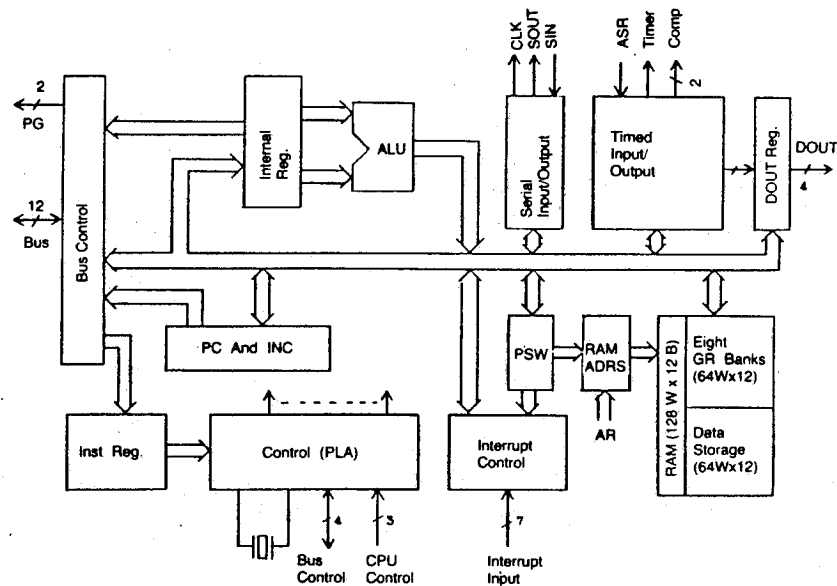 CLK
SOUT
SIN
ASR
Timer
Comp
2
2
PG
12
Bus
Bus Control
Internal
Reg.
ALU
Serial
Input/Output
Timed
Input/
Output
DOUT Reg.
DOUT
4
PC And INC
PSW
RAM
ADRS
AR
RAM (128 W x 12 B)
Eight
GR Banks
(64Wx12)
Data
Storage
(64Wx12)
Inst Reg.
Control (PLA)
Interrupt
Control
4
3
7
Bus
Control
CPU
Control
Interrupt
Input